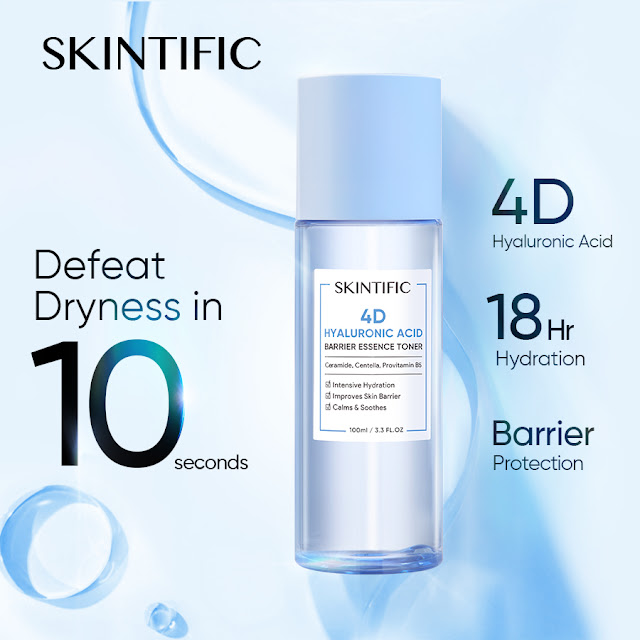 SKINTIFIC
Defeat
Dryness in
10
seconds
SKINTIFIC
4D
HYALURONIC ACID
BARRIER ESSENCE TONER
Ceramide, Centella, Provitamin B5
☑ Intensive Hydration
☑ Improves Skin Barrier
☑ Calms & Soothes
100ml / 3.3 FL.OZ
4D
Hyaluronic Acid
18 Hr
Hydration
Barrier
Protection